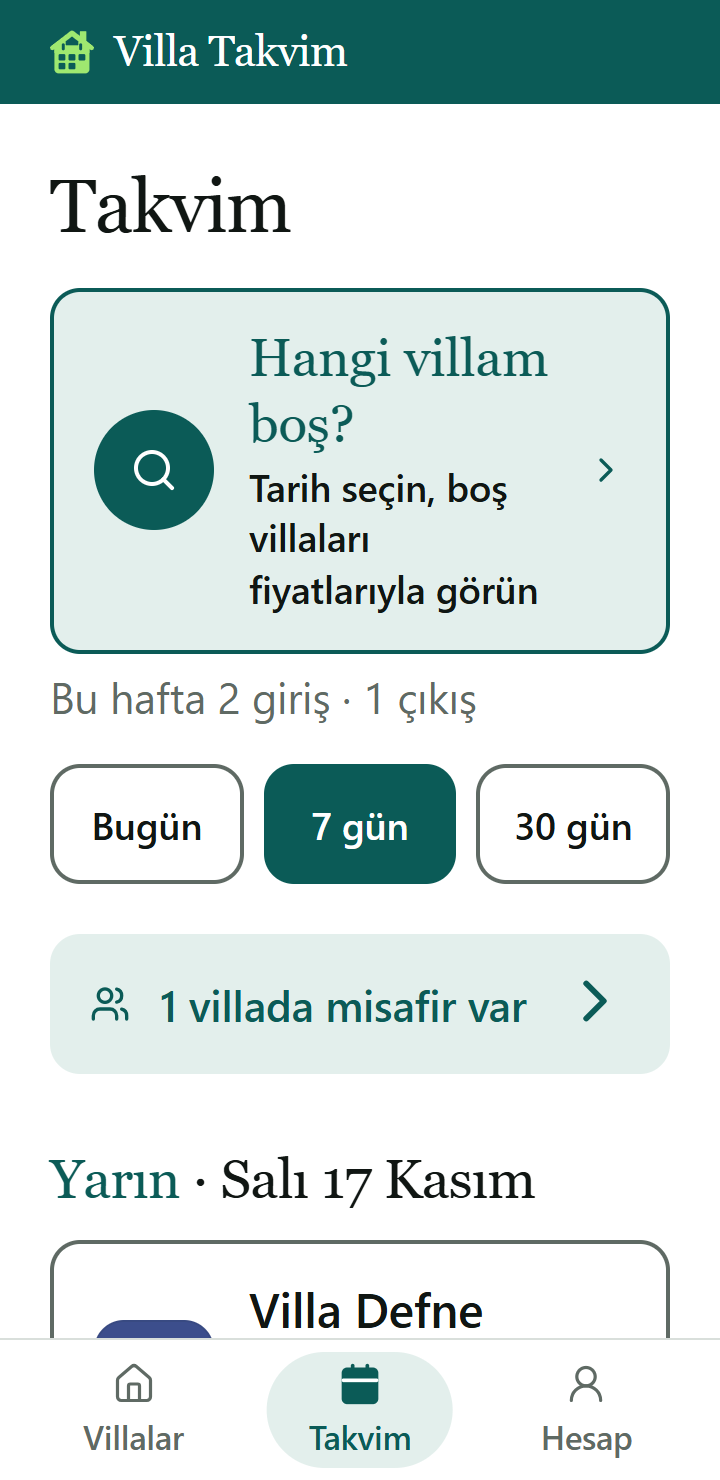 Villa Takvim
Takvim
Hangi villam
boş?
Tarih seçin, boş
villaları
fiyatlarıyla görün
Bu hafta 2 giriş · 1 çıkış
Bugün
7 gün
30 gün
1 villada misafir var
Yarın · Salı 17 Kasım
Villa Defne
Villalar
Takvim
Hesap